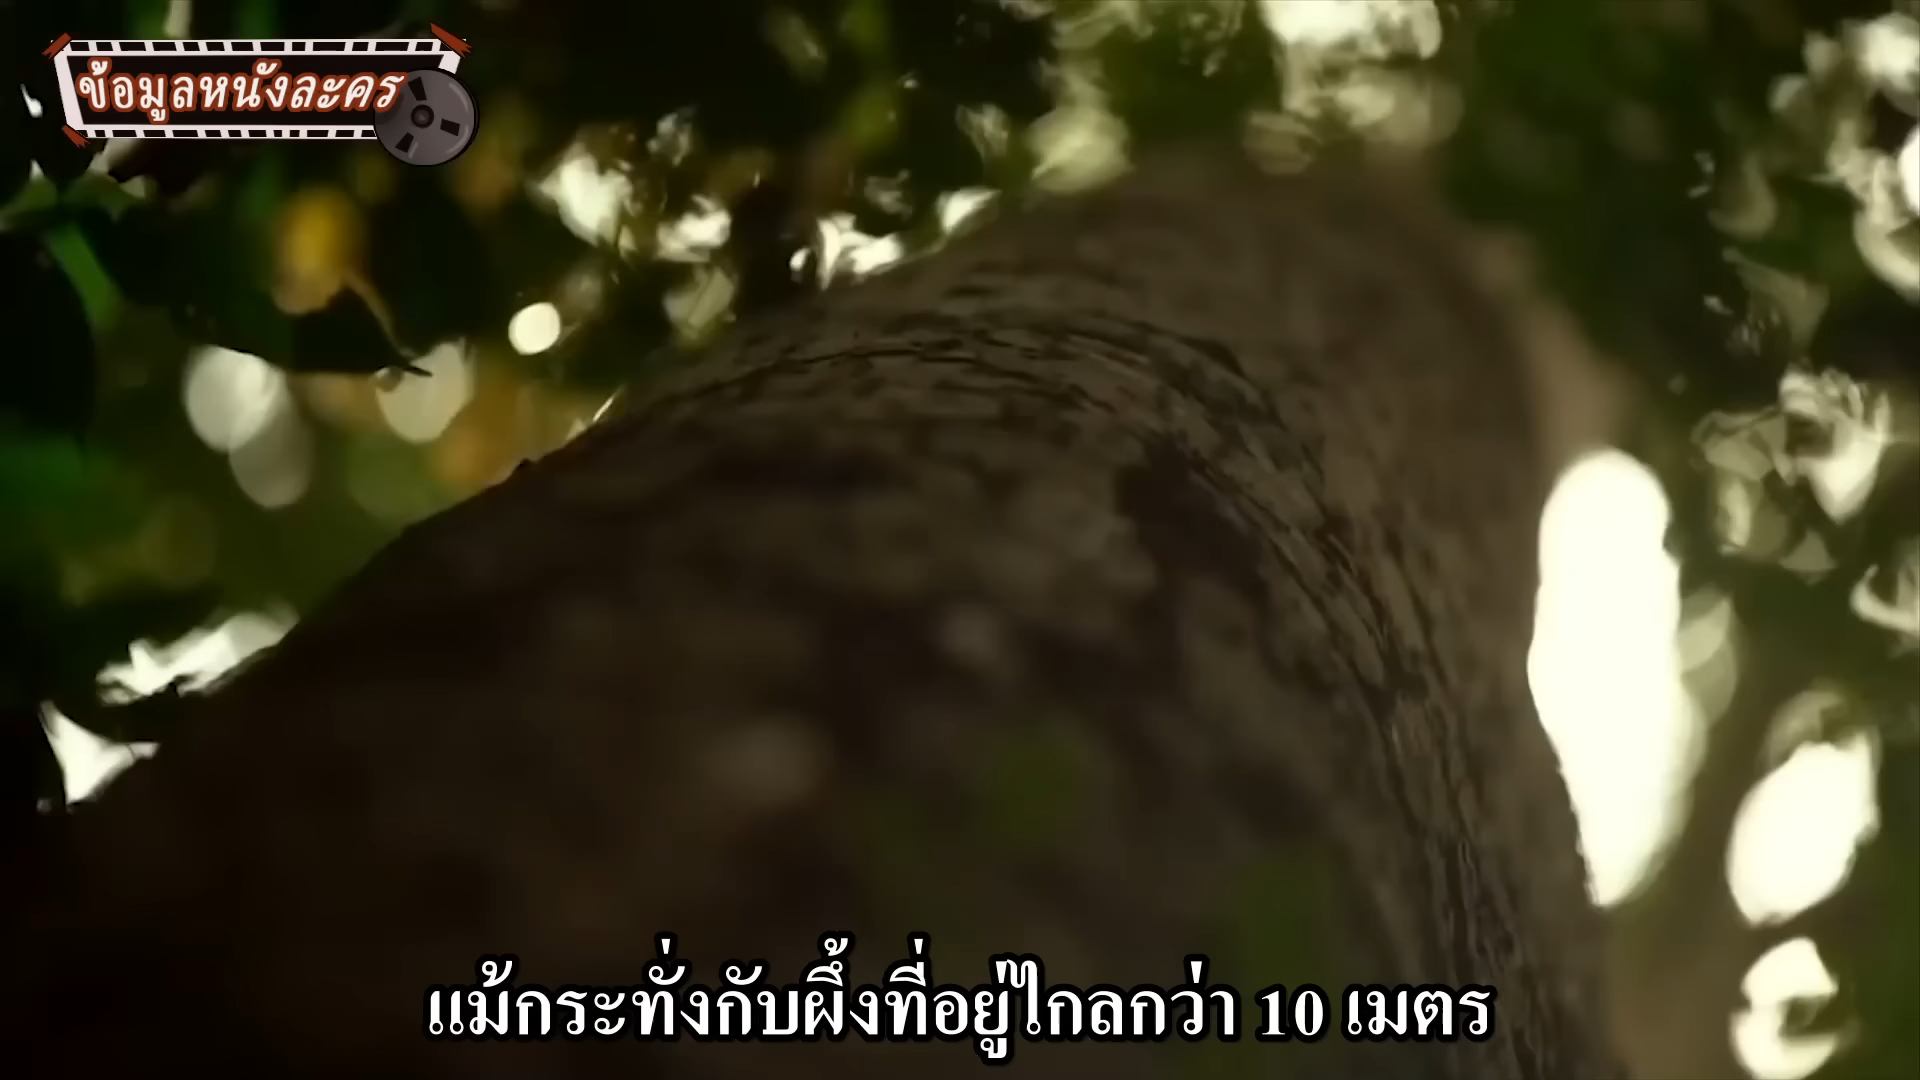 ข้อมูลหนังละคร
แม้กระทั่งกับผึ้งที่อยู่ไกลกว่า 10 เมตร